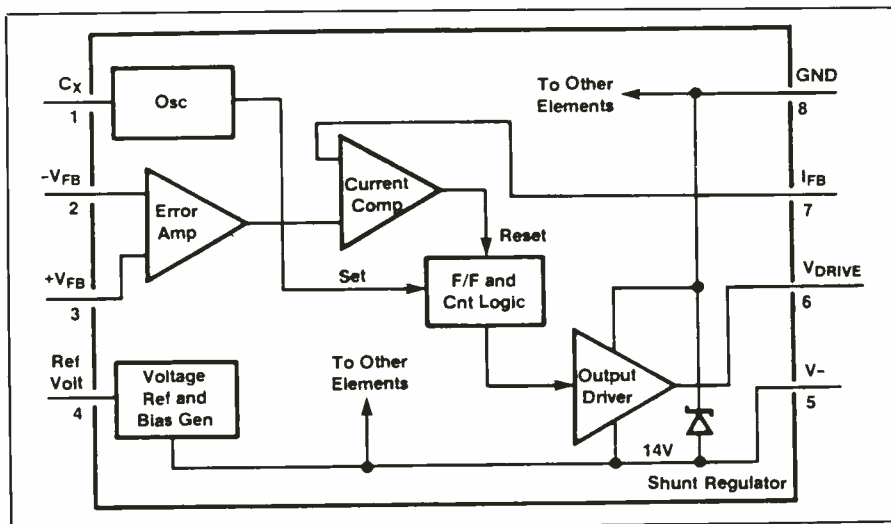 CX
1
Osc
-VFB
2
Error
Amp
+VFB
3
Ref
Volt
4
Voltage
Ref and
Bias Gen
Current
Comp
Reset
Set
F/F and
Cnt Logic
To Other
Elements
To Other
Elements
GND
8
IFB
7
VDRIVE
6
Output
Driver
V-
5
14V
Shunt Regulator